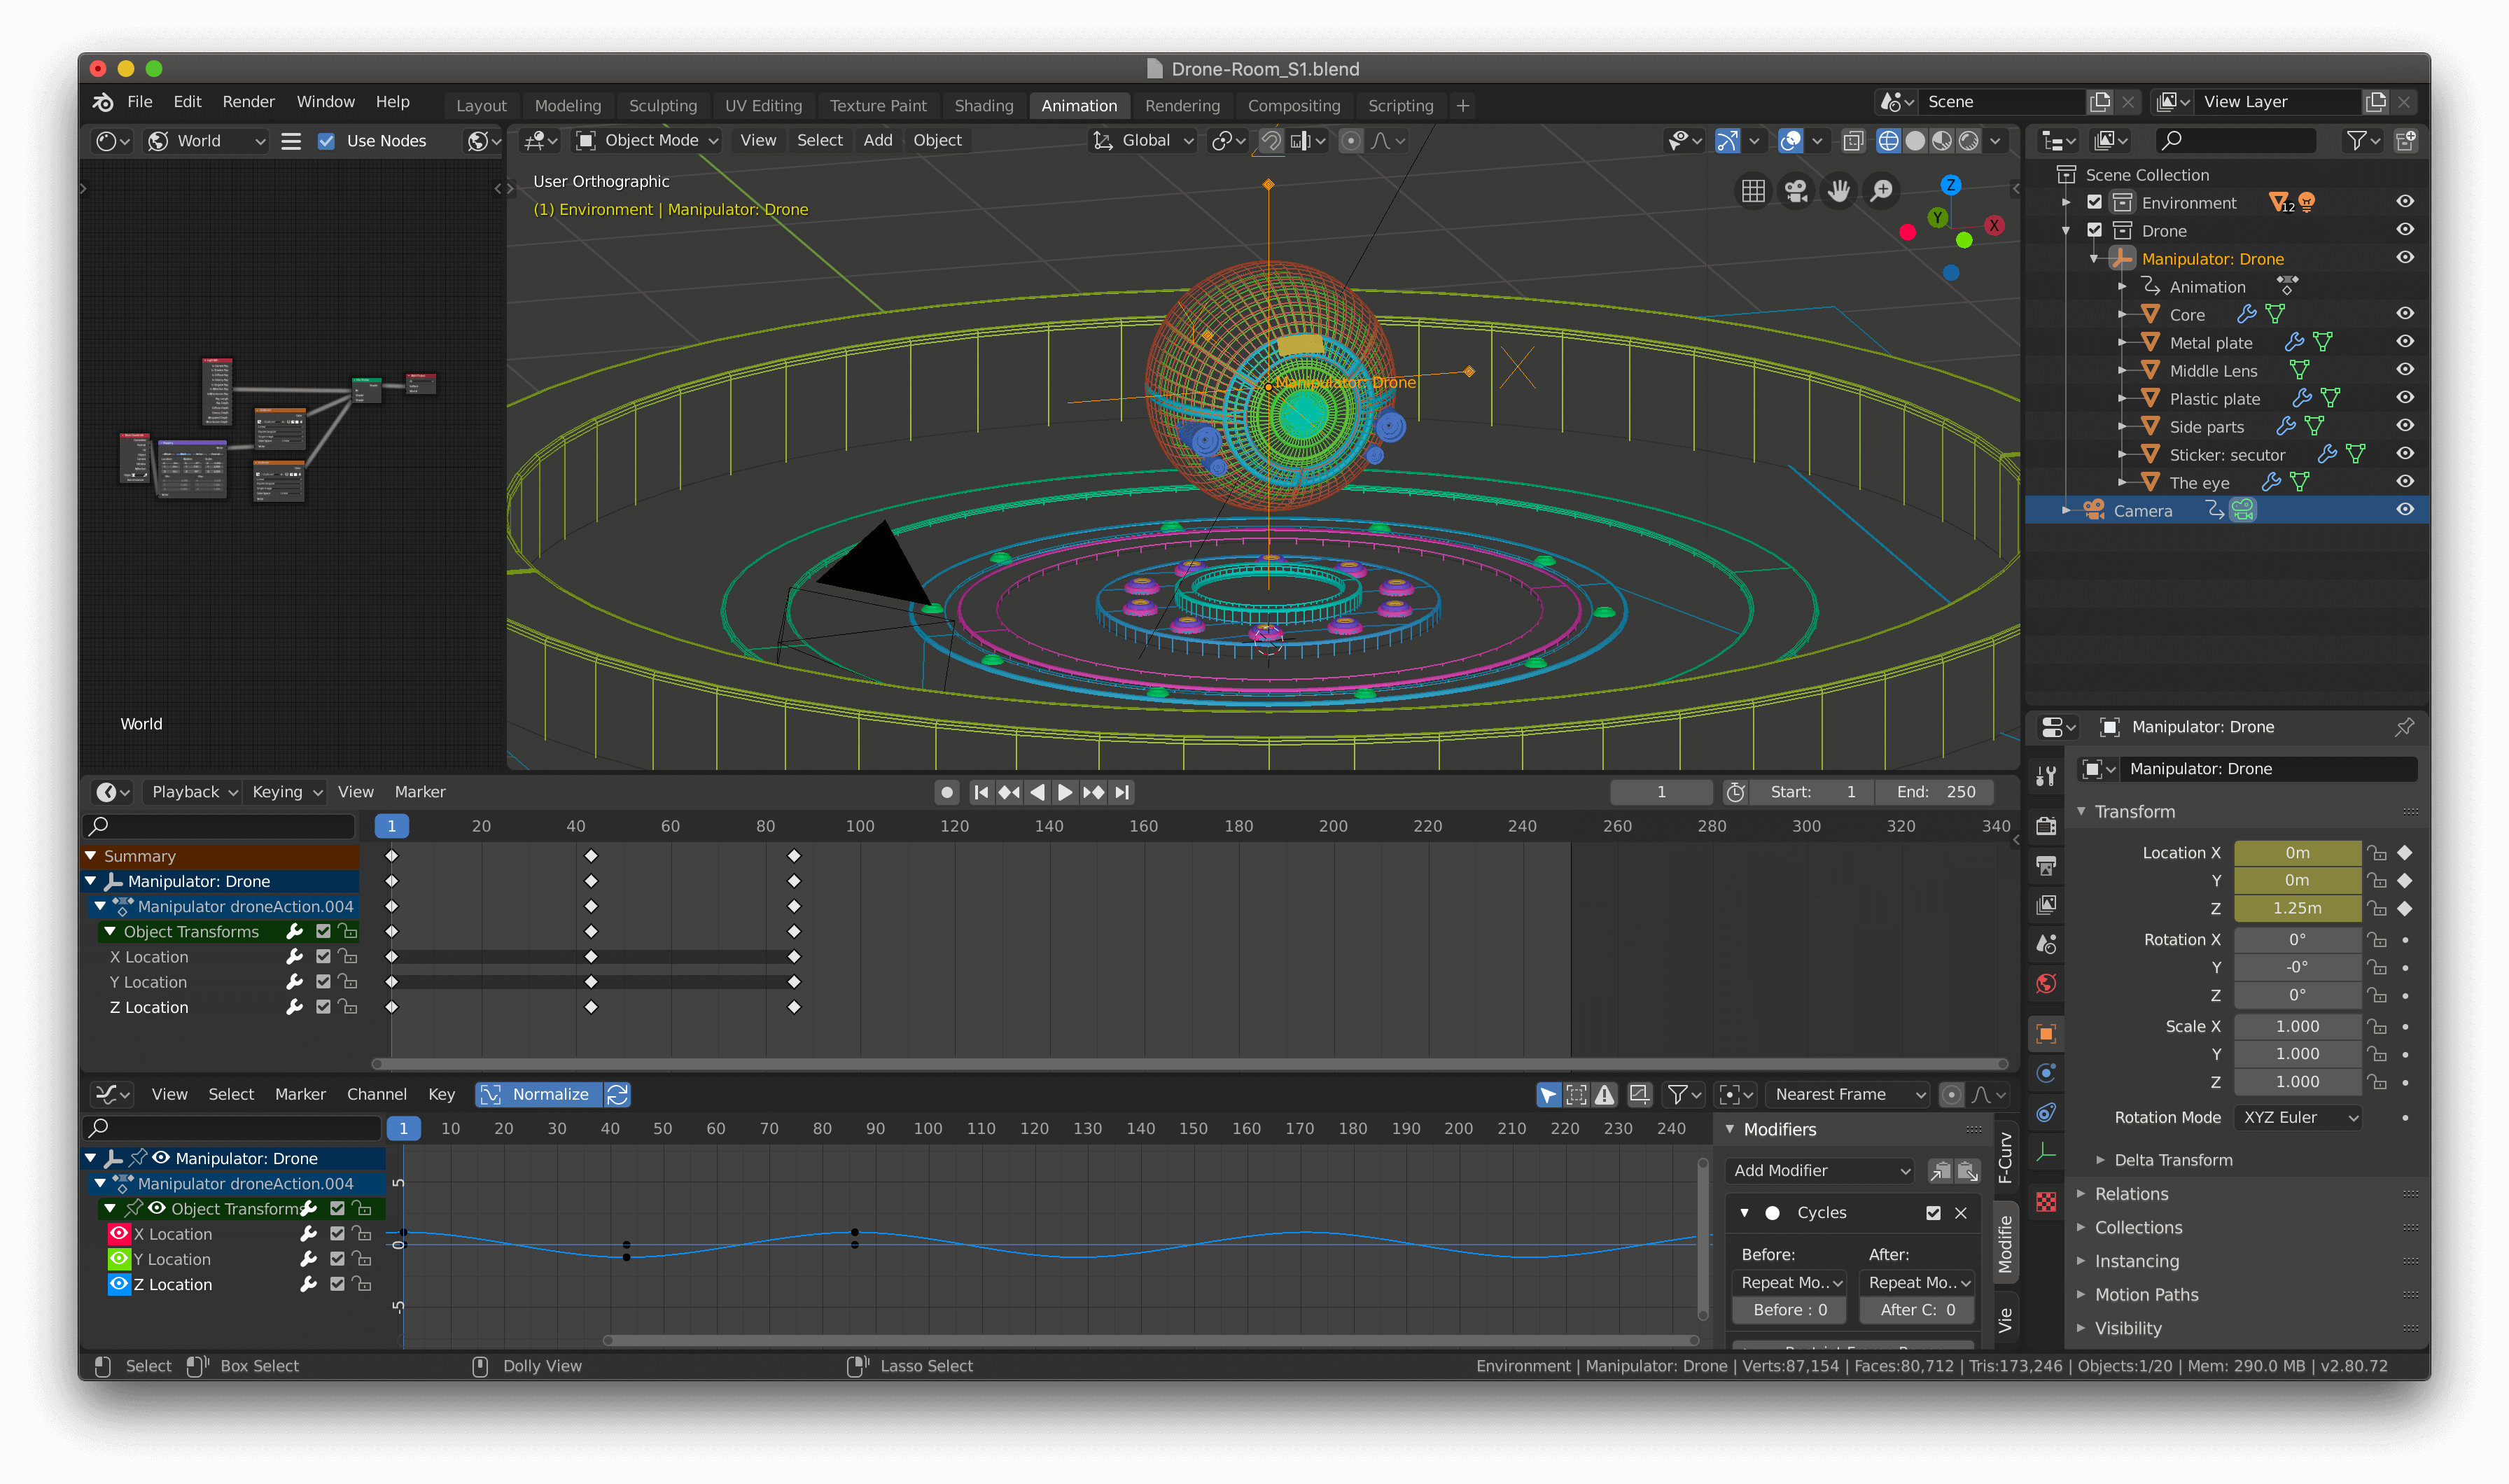 Drone-Room_S1.blend
File Edit Render Window Help
Layout Modeling Sculpting UV Editing Texture Paint Shading Animation Rendering Compositing Scripting +
Scene
View Layer
World
Use Nodes
Object Mode View Select Add Object
Global
User Orthographic
(1) Environment | Manipulator: Drone
Z
Y
X
Manipulator: Drone
World
Scene Collection
Environment 12
Drone
Manipulator: Drone
Animation
Core
Metal plate
Middle Lens
Plastic plate
Side parts
Sticker: secutor
The eye
Camera
Playback Keying View Marker
1
Start: 1
End: 250
1 20 40 60 80 100 120 140 160 180 200 220 240 260 280 300 320 340
Summary
Manipulator: Drone
Manipulator droneAction.004
Object Transforms
X Location
Y Location
Z Location
View Select Marker Channel Key Normalize
Nearest Frame
1 10 20 30 40 50 60 70 80 90 100 110 120 130 140 150 160 170 180 190 200 210 220 230 240
Manipulator: Drone
Manipulator droneAction.004
Object Transforms
X Location
Y Location
Z Location
5
0
-5
Modifiers
Add Modifier
Cycles
Before: After:
Repeat Mo.. Repeat Mo..
Before : 0 After C: 0
F-Curv
Modifie
Vie
Manipulator: Drone
Manipulator: Drone
Transform
Location X 0m
Y 0m
Z 1.25m
Rotation X 0°
Y -0°
Z 0°
Scale X 1.000
Y 1.000
Z 1.000
Rotation Mode XYZ Euler
Delta Transform
Relations
Collections
Instancing
Motion Paths
Visibility
Select Box Select Dolly View Lasso Select
Environment | Manipulator: Drone | Verts:87,154 | Faces:80,712 | Tris:173,246 | Objects:1/20 | Mem: 290.0 MB | v2.80.72